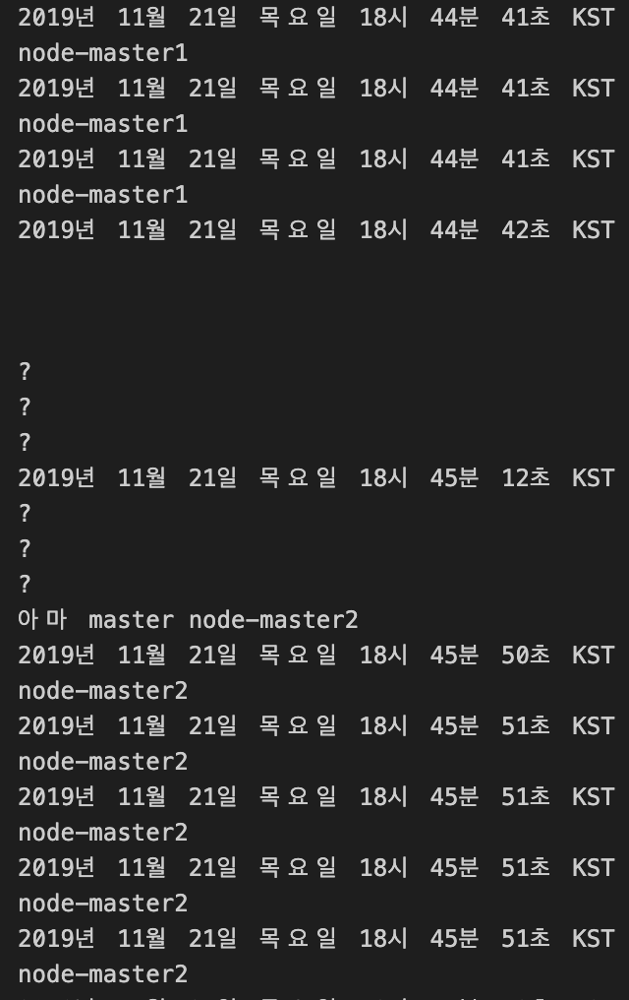 2019년 11월 21일 목요일 18시 44분 41초 KST
node-master1
2019년 11월 21일 목요일 18시 44분 41초 KST
node-master1
2019년 11월 21일 목요일 18시 44분 41초 KST
node-master1
2019년 11월 21일 목요일 18시 44분 42초 KST
?
?
?
2019년 11월 21일 목요일 18시 45분 12초 KST
?
?
?
아마 master node-master2
2019년 11월 21일 목요일 18시 45분 50초 KST
node-master2
2019년 11월 21일 목요일 18시 45분 51초 KST
node-master2
2019년 11월 21일 목요일 18시 45분 51초 KST
node-master2
2019년 11월 21일 목요일 18시 45분 51초 KST
node-master2
2019년 11월 21일 목요일 18시 45분 51초 KST
node-master2